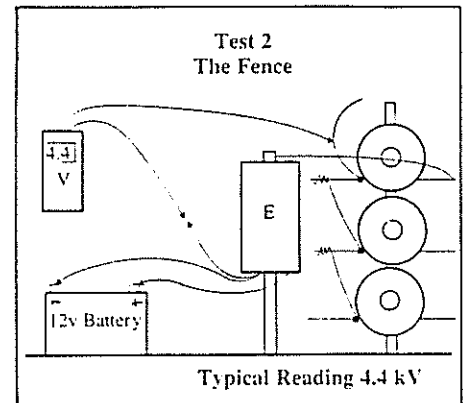 Test 2
The Fence
4.4
V
E
- +
12v Battery
Typical Reading 4.4 kV